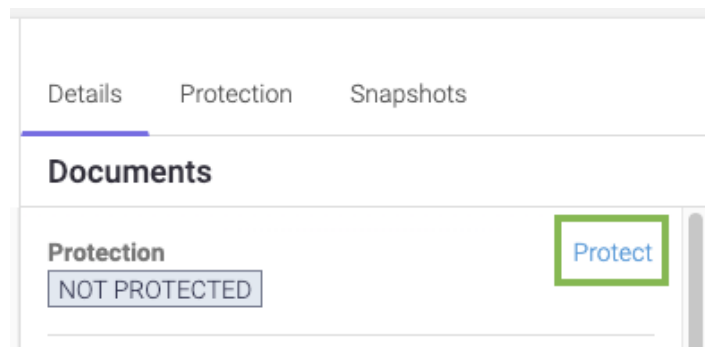 Details Protection Snapshots
Documents
Protection Protect
NOT PROTECTED